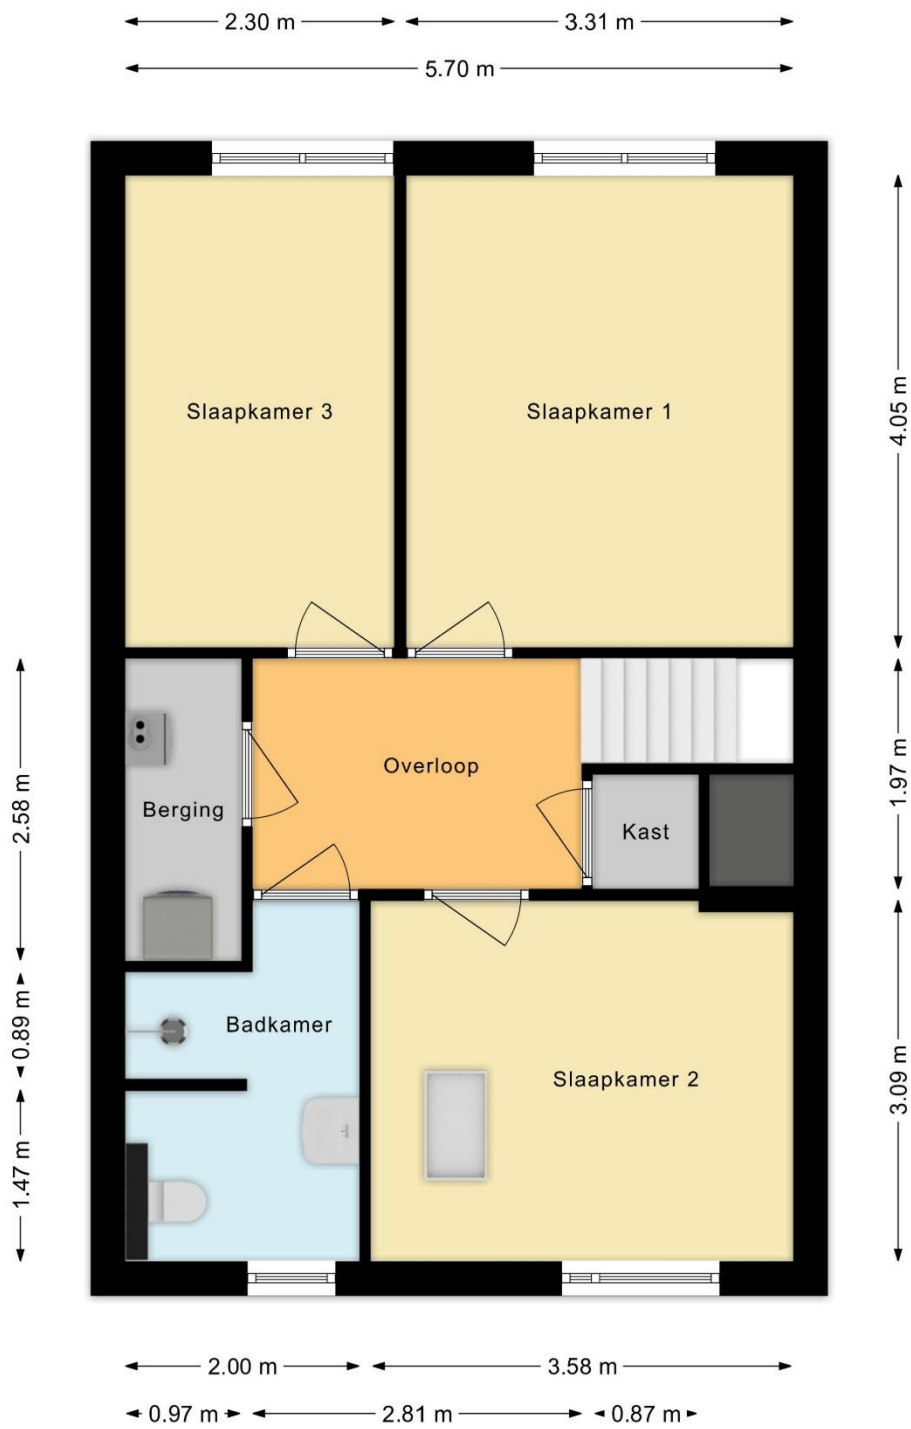 2.30 m
3.31 m
5.70 m
Slaapkamer 3
Slaapkamer 1
4.05 m
Overloop
Berging
Kast
2.58 m
1.97 m
Badkamer
0.89 m
Slaapkamer 2
3.09 m
1.47 m
2.00 m
3.58 m
0.97 m
2.81 m
0.87 m